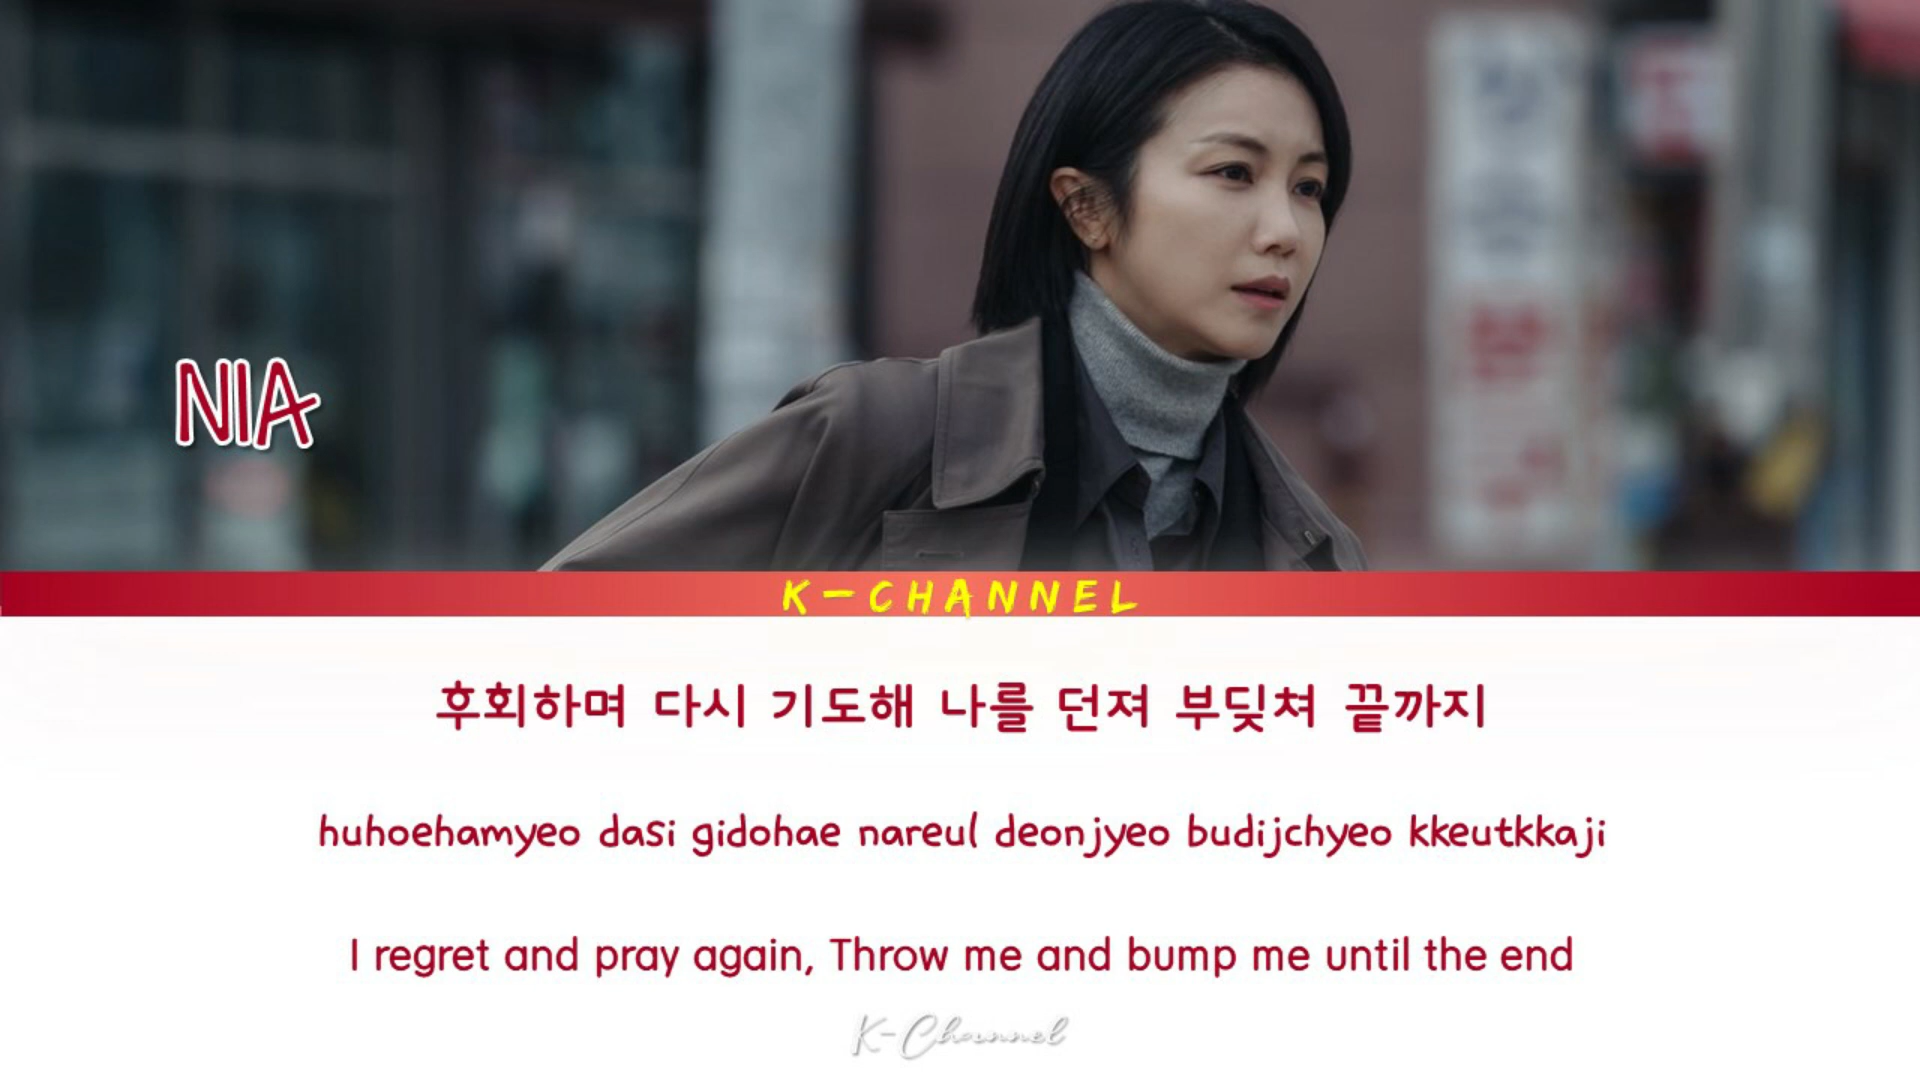 NIA
K-CHANNEL
후회하며 다시 기도해 나를 던져 부딪쳐 끝까지
huhoehamyeo dasi gidohae nareul deonjyeo budijchyeo kkeutkkaji
I regret and pray again, Throw me and bump me until the end
K-Channel